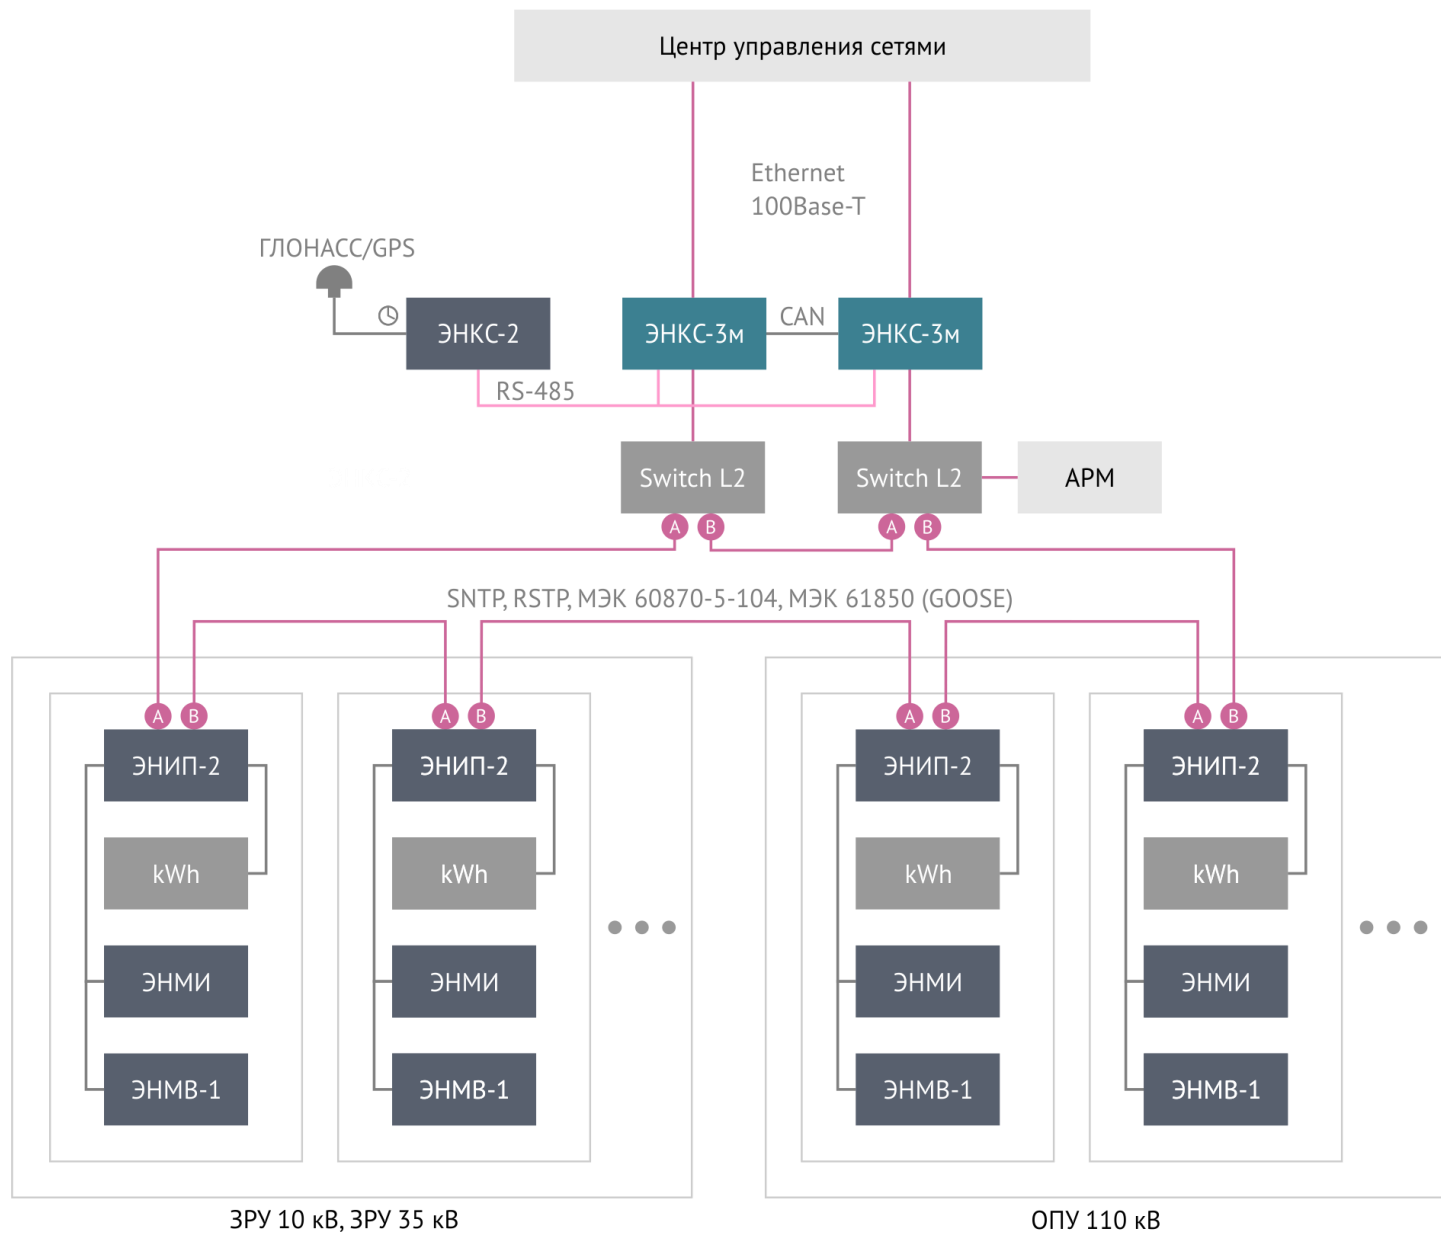 Центр управления сетями
Ethernet
100Base-T
ГЛОНАСС/GPS
ЭНКС-2
ЭНКС-3м
CAN
ЭНКС-3м
RS-485
Switch L2
Switch L2
АРМ
A
B
A
B
SNTP, RSTP, МЭК 60870-5-104, МЭК 61850 (GOOSE)
A
B
A
B
A
B
A
B
ЭНИП-2
ЭНИП-2
ЭНИП-2
ЭНИП-2
kWh
kWh
kWh
kWh
ЭНМИ
ЭНМИ
ЭНМИ
ЭНМИ
ЭНМВ-1
ЭНМВ-1
ЭНМВ-1
ЭНМВ-1
ЗРУ 10 кВ, ЗРУ 35 кВ
ОПУ 110 кВ